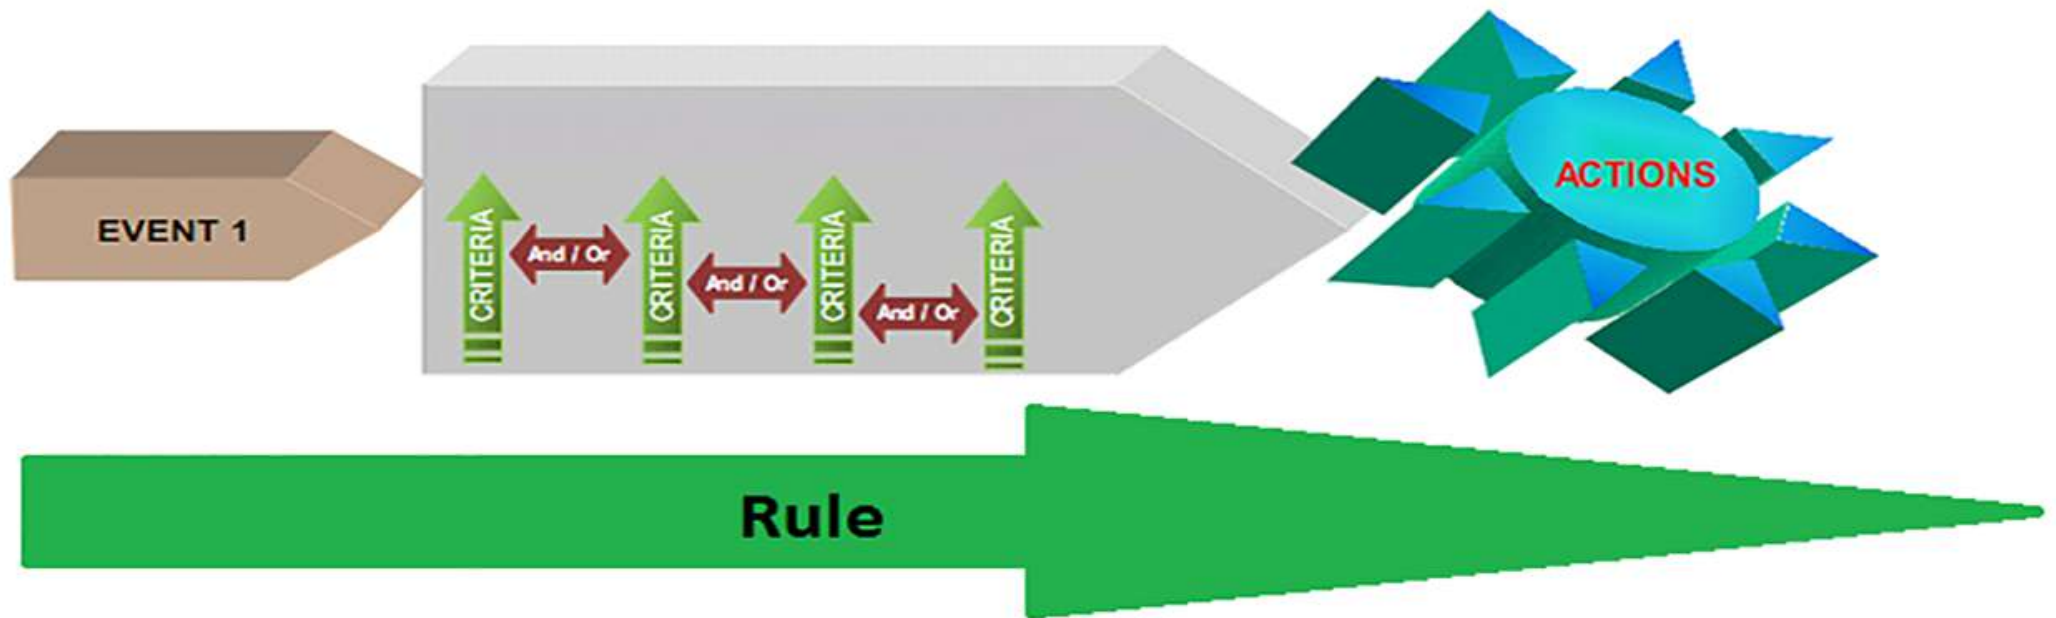 EVENT 1
CRITERIA
And / Or
CRITERIA
And / Or
CRITERIA
And / Or
CRITERIA
ACTIONS
Rule